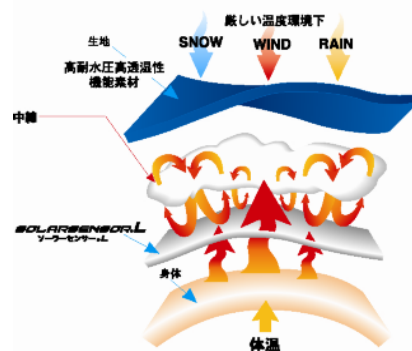 厳しい温度環境下
生地
SNOW WIND RAIN
高耐水圧高透湿性
機能素材
中綿
SOLARSENSOR.L
ソーラーセンサー.L
身体
体温